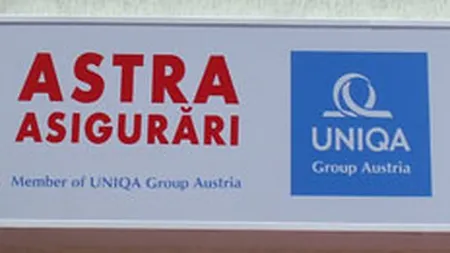 ASTRA
ASIGURĂRI
Member of UNIQA Group Austria
UNIQA
Group Austria